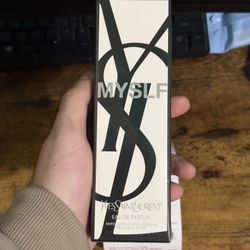 MYSLF
YVESSAINTLAURENT
EAU DE PARFUM